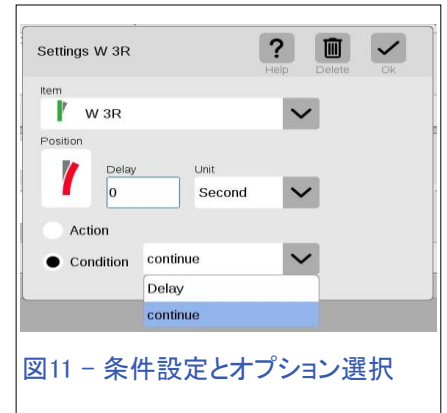 Settings W 3R
Help Delete Ok
Item
W 3R
Position
Delay Unit
0 Second
Action
Condition continue
Delay
continue
図11 – 条件設定とオプション選択